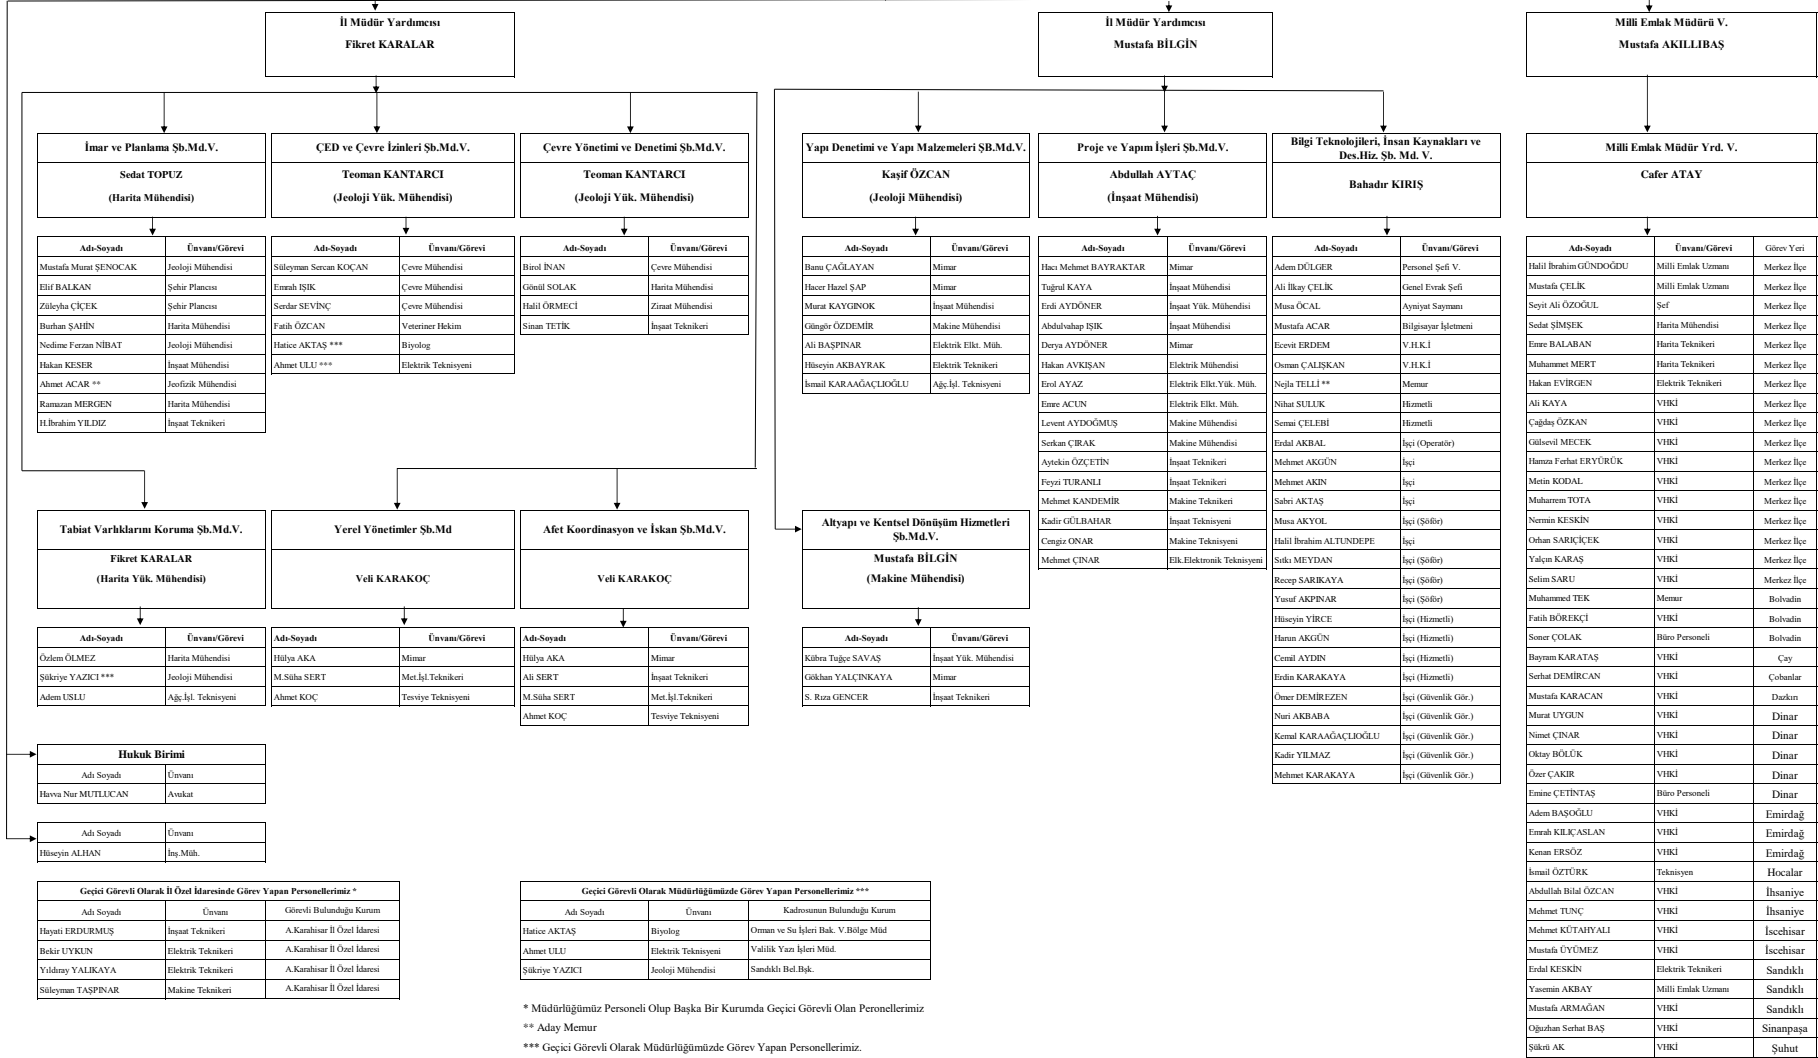 İl Müdür Yardımcısı
Fikret KARALAR
İl Müdür Yardımcısı
Mustafa BİLGİN
Milli Emlak Müdürü V.
Mustafa AKILLIBAŞ
İmar ve Planlama Şb.Md.V.
Sedat TOPUZ
(Harita Mühendisi)
Adı-Soyadı Ünvanı/Görevi
Mustafa Murat ŞENOCAK Jeoloji Mühendisi
Elif BALKAN Şehir Plancısı
Züleyha ÇİÇEK Şehir Plancısı
Burhan ŞAHİN Harita Mühendisi
Nedime Ferzan NİBAT Jeoloji Mühendisi
Hakan KESER İnşaat Mühendisi
Ahmet ACAR ** Jeofizik Mühendisi
Ramazan MERGEN Harita Mühendisi
H.İbrahim YILDIZ İnşaat Teknikeri
ÇED ve Çevre İzinleri Şb.Md.V.
Teoman KANTARCI
(Jeoloji Yük. Mühendisi)
Adı-Soyadı Ünvanı/Görevi
Süleyman Sercan KOÇAN Çevre Mühendisi
Emrah IŞIK Çevre Mühendisi
Serdar SEVİNÇ Çevre Mühendisi
Fatih ÖZCAN Veteriner Hekim
Hatice AKTAŞ *** Biyolog
Ahmet ULU *** Elektrik Teknisyeni
Çevre Yönetimi ve Denetimi Şb.Md.V.
Teoman KANTARCI
(Jeoloji Yük. Mühendisi)
Adı-Soyadı Ünvanı/Görevi
Birol İNAN Çevre Mühendisi
Gönül SOLAK Harita Mühendisi
Halil ÖRMECİ Ziraat Mühendisi
Sinan TETİK İnşaat Teknikeri
Yapı Denetimi ve Yapı Malzemeleri ŞB.Md.V.
Kaşif ÖZCAN
(Jeoloji Mühendisi)
Adı-Soyadı Ünvanı/Görevi
Banu ÇAĞLAYAN Mimar
Hacer Hazel ŞAP Mimar
Murat KAYGINOK İnşaat Mühendisi
Güngör ÖZDEMİR Makine Mühendisi
Ali BAŞPINAR Elektrik Elkt. Müh.
Hüseyin AKBAYRAK Elektrik Teknikeri
İsmail KARAAĞAÇLIOĞLU Ağç.İşl. Teknisyeni
Proje ve Yapım İşleri Şb.Md.V.
Abdullah AYTAÇ
(İnşaat Mühendisi)
Adı-Soyadı Ünvanı/Görevi
Hacı Mehmet BAYRAKTAR Mimar
Tuğrul KAYA İnşaat Mühendisi
Erdi AYDÖNER İnşaat Yük. Mühendisi
Abdulvahap IŞIK İnşaat Mühendisi
Derya AYDÖNER Mimar
Hakan AVKIŞAN Elektrik Mühendisi
Erol AYAZ Elektrik Elkt.Yük. Müh.
Emre ACUN Elektrik Elkt. Müh.
Levent AYDOĞMUŞ Makine Mühendisi
Serkan ÇIRAK Makine Mühendisi
Aytekin ÖZÇETİN İnşaat Teknikeri
Feyzi TURANLI İnşaat Teknikeri
Mehmet KANDEMİR Makine Teknikeri
Kadir GÜLBAHAR İnşaat Teknisyeni
Cengiz ONAR Makine Teknisyeni
Mehmet ÇINAR Elk.Elektronik Teknisyeni
Bilgi Teknolojileri, İnsan Kaynakları ve
Des.Hiz. Şb. Md. V.
Bahadır KIRIŞ
Adı-Soyadı Ünvanı/Görevi
Adem DÜLGER Personel Şefi V.
Ali İlkay ÇELİK Genel Evrak Şefi
Musa ÖCAL Ayniyat Saymanı
Mustafa ACAR Bilgisayar İşletmeni
Ecevit ERDEM V.H.K.İ
Osman ÇALIŞKAN V.H.K.İ
Nejla TELLİ ** Memur
Nihat SULUK Hizmetli
Semai ÇELEBİ Hizmetli
Erdal AKBAL İşçi (Operatör)
Mehmet AKGÜN İşçi
Mehmet AKIN İşçi
Sabri AKTAŞ İşçi
Musa AKYOL İşçi (Şöför)
Halil İbrahim ALTUNDEPE İşçi
Sıtkı MEYDAN İşçi (Şöför)
Recep SARIKAYA İşçi (Şöför)
Yusuf AKPINAR İşçi (Şöför)
Hüseyin YİRCE İşçi (Hizmetli)
Harun AKGÜN İşçi (Hizmetli)
Cemil AYDIN İşçi (Hizmetli)
Erdin KARAKAYA İşçi (Hizmetli)
Ömer DEMİREZEN İşçi (Güvenlik Gör.)
Nuri AKBABA İşçi (Güvenlik Gör.)
Kemal KARAAĞAÇLIOĞLU İşçi (Güvenlik Gör.)
Kadir YILMAZ İşçi (Güvenlik Gör.)
Mehmet KARAKAYA İşçi (Güvenlik Gör.)
Milli Emlak Müdür Yrd. V.
Cafer ATAY
Adı-Soyadı Ünvanı/Görevi Görev Yeri
Halil İbrahim GÜNDOĞDU Milli Emlak Uzmanı Merkez İlçe
Mustafa ÇELİK Milli Emlak Uzmanı Merkez İlçe
Seyit Ali ÖZOĞUL Şef Merkez İlçe
Sedat ŞİMŞEK Harita Mühendisi Merkez İlçe
Emre BALABAN Harita Teknikeri Merkez İlçe
Muhammet MERT Harita Teknikeri Merkez İlçe
Hakan EVİRGEN Elektrik Teknikeri Merkez İlçe
Ali KAYA VHKİ Merkez İlçe
Çağdaş ÖZKAN VHKİ Merkez İlçe
Gülsevil MECEK VHKİ Merkez İlçe
Hamza Ferhat ERYÜRÜK VHKİ Merkez İlçe
Metin KODAL VHKİ Merkez İlçe
Muharrem TOTA VHKİ Merkez İlçe
Nermin KESKİN VHKİ Merkez İlçe
Orhan SARIÇİÇEK VHKİ Merkez İlçe
Yalçın KARAŞ VHKİ Merkez İlçe
Selim SARU VHKİ Merkez İlçe
Muhammed TEK Memur Bolvadin
Fatih BÖREKÇİ VHKİ Bolvadin
Soner ÇOLAK Büro Personeli Bolvadin
Bayram KARATAŞ VHKİ Çay
Serhat DEMİRCAN VHKİ Çobanlar
Mustafa KARACAN VHKİ Dazkırı
Murat UYGUN VHKİ Dinar
Nimet ÇINAR VHKİ Dinar
Oktay BÖLÜK VHKİ Dinar
Özer ÇAKIR VHKİ Dinar
Emine ÇETİNTAŞ Büro Personeli Dinar
Adem BAŞOĞLU VHKİ Emirdağ
Emrah KILIÇASLAN VHKİ Emirdağ
Kenan ERSÖZ VHKİ Emirdağ
İsmail ÖZTÜRK Teknisyen Hocalar
Abdullah Bilal ÖZCAN VHKİ İhsaniye
Mehmet TUNÇ VHKİ İhsaniye
Mehmet KÜTAHYALI VHKİ İscehisar
Mustafa ÜYÜMEZ VHKİ İscehisar
Erdal KESKİN Elektrik Teknikeri Sandıklı
Yasemin AKBAY Milli Emlak Uzmanı Sandıklı
Mustafa ARMAĞAN VHKİ Sandıklı
Oğuzhan Serhat BAŞ VHKİ Sinanpaşa
Şükrü AK VHKİ Şuhut
Tabiat Varlıklarını Koruma Şb.Md.V.
Fikret KARALAR
(Harita Yük. Mühendisi)
Adı-Soyadı Ünvanı/Görevi
Özlem ÖLMEZ Harita Mühendisi
Şükriye YAZICI *** Jeoloji Mühendisi
Adem USLU Ağç.İşl. Teknisyeni
Yerel Yönetimler Şb.Md
Veli KARAKOÇ
Adı-Soyadı Ünvanı/Görevi
Hülya AKA Mimar
M.Süha SERT Met.İşl.Teknikeri
Ahmet KOÇ Tesviye Teknisyeni
Afet Koordinasyon ve İskan Şb.Md.V.
Veli KARAKOÇ
Adı-Soyadı Ünvanı/Görevi
Hülya AKA Mimar
Ali SERT İnşaat Teknikeri
M.Süha SERT Met.İşl.Teknikeri
Ahmet KOÇ Tesviye Teknisyeni
Altyapı ve Kentsel Dönüşüm Hizmetleri
Şb.Md.V.
Mustafa BİLGİN
(Makine Mühendisi)
Adı-Soyadı Ünvanı/Görevi
Kübra Tuğçe SAVAŞ İnşaat Yük. Mühendisi
Gökhan YALÇINKAYA Mimar
S. Rıza GENCER İnşaat Teknikeri
Hukuk Birimi
Adı Soyadı Ünvanı
Havva Nur MUTLUCAN Avukat
Adı Soyadı Ünvanı
Hüseyin ALHAN İnş.Müh.
Geçici Görevli Olarak İl Özel İdaresinde Görev Yapan Personellerimiz *
Adı Soyadı Ünvanı Görevli Bulunduğu Kurum
Hayati ERDURMUŞ İnşaat Teknikeri A.Karahisar İl Özel İdaresi
Bekir UYKUN Elektrik Teknikeri A.Karahisar İl Özel İdaresi
Yıldıray YALIKAYA Elektrik Teknikeri A.Karahisar İl Özel İdaresi
Süleyman TAŞPINAR Makine Teknikeri A.Karahisar İl Özel İdaresi
Geçici Görevli Olarak Müdürlüğümüzde Görev Yapan Personellerimiz ***
Adı Soyadı Ünvanı Kadrosunun Bulunduğu Kurum
Hatice AKTAŞ Biyolog Orman ve Su İşleri Bak. V.Bölge Müd
Ahmet ULU Elektrik Teknisyeni Valilik Yazı İşleri Müd.
Şükriye YAZICI Jeoloji Mühendisi Sandıklı Bel.Bşk.
* Müdürlüğümüz Personeli Olup Başka Bir Kurumda Geçici Görevli Olan Peronellerimiz
** Aday Memur
*** Geçici Görevli Olarak Müdürlüğümüzde Görev Yapan Personellerimiz.